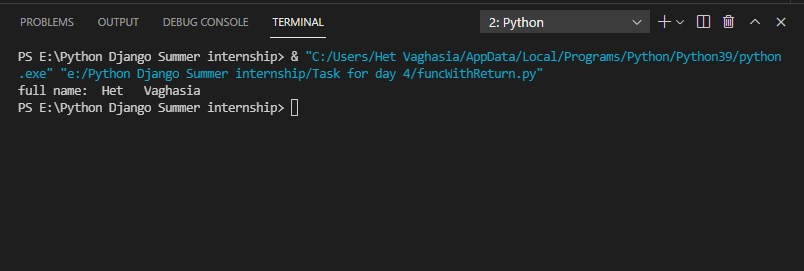 PROBLEMS OUTPUT DEBUG CONSOLE TERMINAL 2: Python
PS E:\Python Django Summer internship> & "C:/Users/Het Vaghasia/AppData/Local/Programs/Python/Python39/python
.exe" "e:/Python Django Summer internship/Task for day 4/funcWithReturn.py"
full name:  Het   Vaghasia
PS E:\Python Django Summer internship>